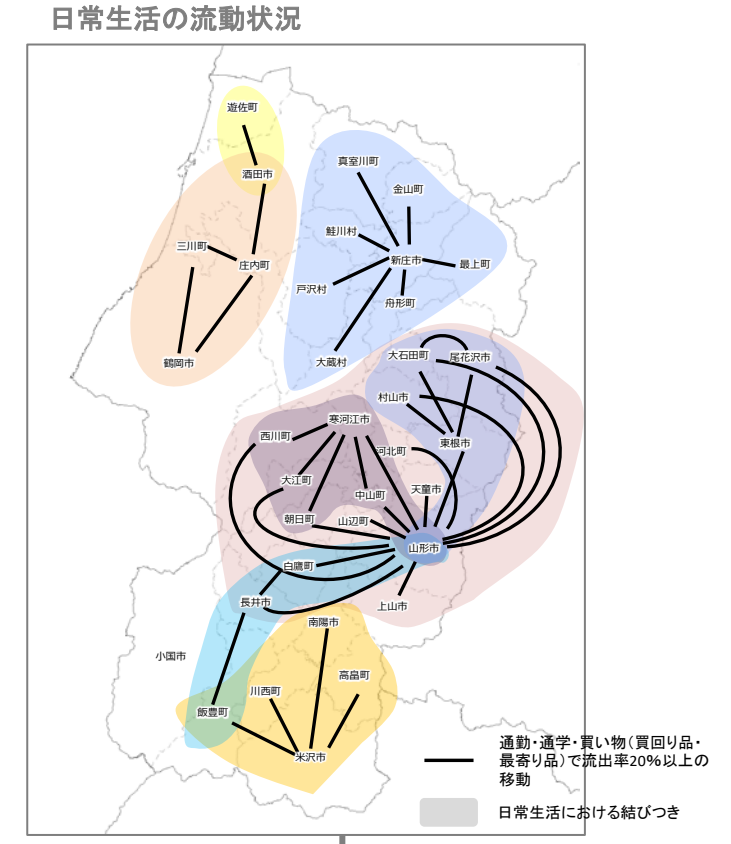 日常生活の流動状況
遊佐町
酒田市
真室川町
金山町
鮭川村
三川町
庄内町
新庄市
最上町
戸沢村
舟形町
鶴岡市
大蔵村
大石田町
尾花沢市
村山市
寒河江市
西川町
東根市
河北町
大江町
天童市
中山町
朝日町
山辺町
山形市
白鷹町
長井市
上山市
南陽市
小国市
高畠町
川西町
飯豊町
米沢市
通勤・通学・買い物(買回り品・
最寄り品)で流出率20%以上の
移動
日常生活における結びつき